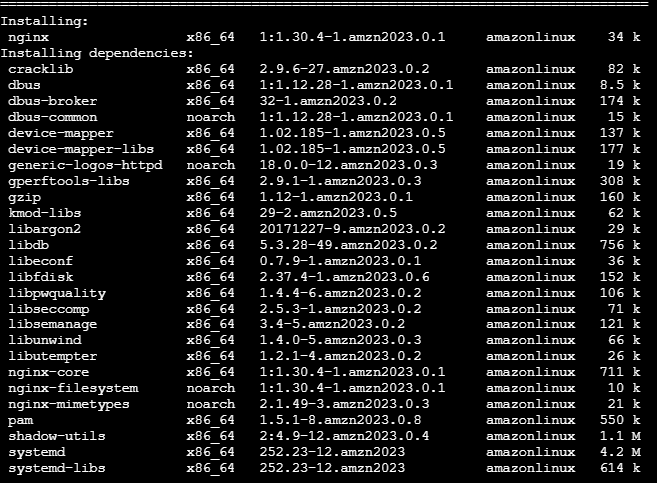 ================================================================================
Installing:
 nginx                 x86_64    1:1.30.4-1.amzn2023.0.1     amazonlinux    34 k
Installing dependencies:
 cracklib              x86_64    2.9.6-27.amzn2023.0.2       amazonlinux    82 k
 dbus                  x86_64    1:1.12.28-1.amzn2023.0.1    amazonlinux   8.5 k
 dbus-broker           x86_64    32-1.amzn2023.0.2           amazonlinux   174 k
 dbus-common           noarch    1:1.12.28-1.amzn2023.0.1    amazonlinux    15 k
 device-mapper         x86_64    1.02.185-1.amzn2023.0.5     amazonlinux   137 k
 device-mapper-libs    x86_64    1.02.185-1.amzn2023.0.5     amazonlinux   177 k
 generic-logos-httpd   noarch    18.0.0-12.amzn2023.0.3      amazonlinux    19 k
 gperftools-libs       x86_64    2.9.1-1.amzn2023.0.3        amazonlinux   308 k
 gzip                  x86_64    1.12-1.amzn2023.0.1         amazonlinux   160 k
 kmod-libs             x86_64    29-2.amzn2023.0.5           amazonlinux    62 k
 libargon2             x86_64    20171227-9.amzn2023.0.2     amazonlinux    29 k
 libdb                 x86_64    5.3.28-49.amzn2023.0.2      amazonlinux   756 k
 libeconf              x86_64    0.7.9-1.amzn2023.0.1        amazonlinux    36 k
 libfdisk              x86_64    2.37.4-1.amzn2023.0.6       amazonlinux   152 k
 libpwquality          x86_64    1.4.4-6.amzn2023.0.2        amazonlinux   106 k
 libseccomp            x86_64    2.5.3-1.amzn2023.0.2        amazonlinux    71 k
 libsemanage           x86_64    3.4-5.amzn2023.0.2          amazonlinux   121 k
 libunwind             x86_64    1.4.0-5.amzn2023.0.3        amazonlinux    66 k
 libutempter           x86_64    1.2.1-4.amzn2023.0.2        amazonlinux    26 k
 nginx-core            x86_64    1:1.30.4-1.amzn2023.0.1     amazonlinux   711 k
 nginx-filesystem      noarch    1:1.30.4-1.amzn2023.0.1     amazonlinux    10 k
 nginx-mimetypes       noarch    2.1.49-3.amzn2023.0.3       amazonlinux    21 k
 pam                   x86_64    1.5.1-8.amzn2023.0.8        amazonlinux   550 k
 shadow-utils          x86_64    2:4.9-12.amzn2023.0.4       amazonlinux   1.1 M
 systemd               x86_64    252.23-12.amzn2023          amazonlinux   4.2 M
 systemd-libs          x86_64    252.23-12.amzn2023          amazonlinux   614 k